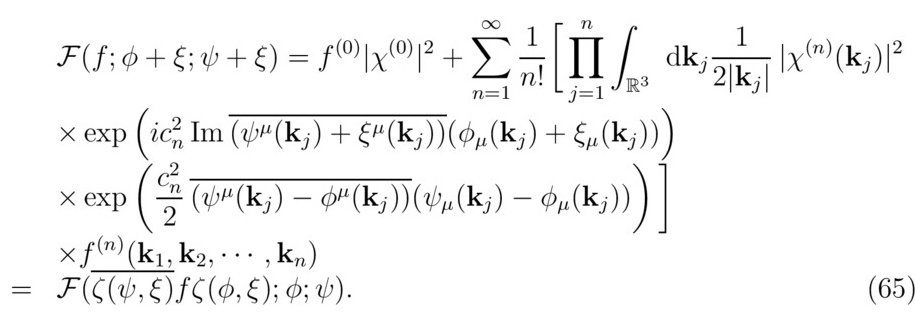 \mathcal{F}(f; \phi + \xi; \psi + \xi) = f^{(0)}|\chi^{(0)}|^2 + \sum_{n=1}^{\infty} \frac{1}{n!} \Bigg[ \prod_{j=1}^{n} \int_{\mathbb{R}^3} \mathrm{d}\mathbf{k}_j \frac{1}{2|\mathbf{k}_j|} |\chi^{(n)}(\mathbf{k}_j)|^2
\times \exp\left( i c_n^2 \,\mathrm{Im}\, \overline{(\psi^\mu(\mathbf{k}_j) + \xi^\mu(\mathbf{k}_j))} (\phi_\mu(\mathbf{k}_j) + \xi_\mu(\mathbf{k}_j)) \right)
\times \exp\left( \frac{c_n^2}{2} \overline{(\psi^\mu(\mathbf{k}_j) - \phi^\mu(\mathbf{k}_j))} (\psi_\mu(\mathbf{k}_j) - \phi_\mu(\mathbf{k}_j)) \right) \Bigg]
\times f^{(n)}(\mathbf{k}_1, \mathbf{k}_2, \cdots, \mathbf{k}_n)
= \mathcal{F}(\overline{\zeta(\psi, \xi)} f \zeta(\phi, \xi); \phi; \psi). (65)